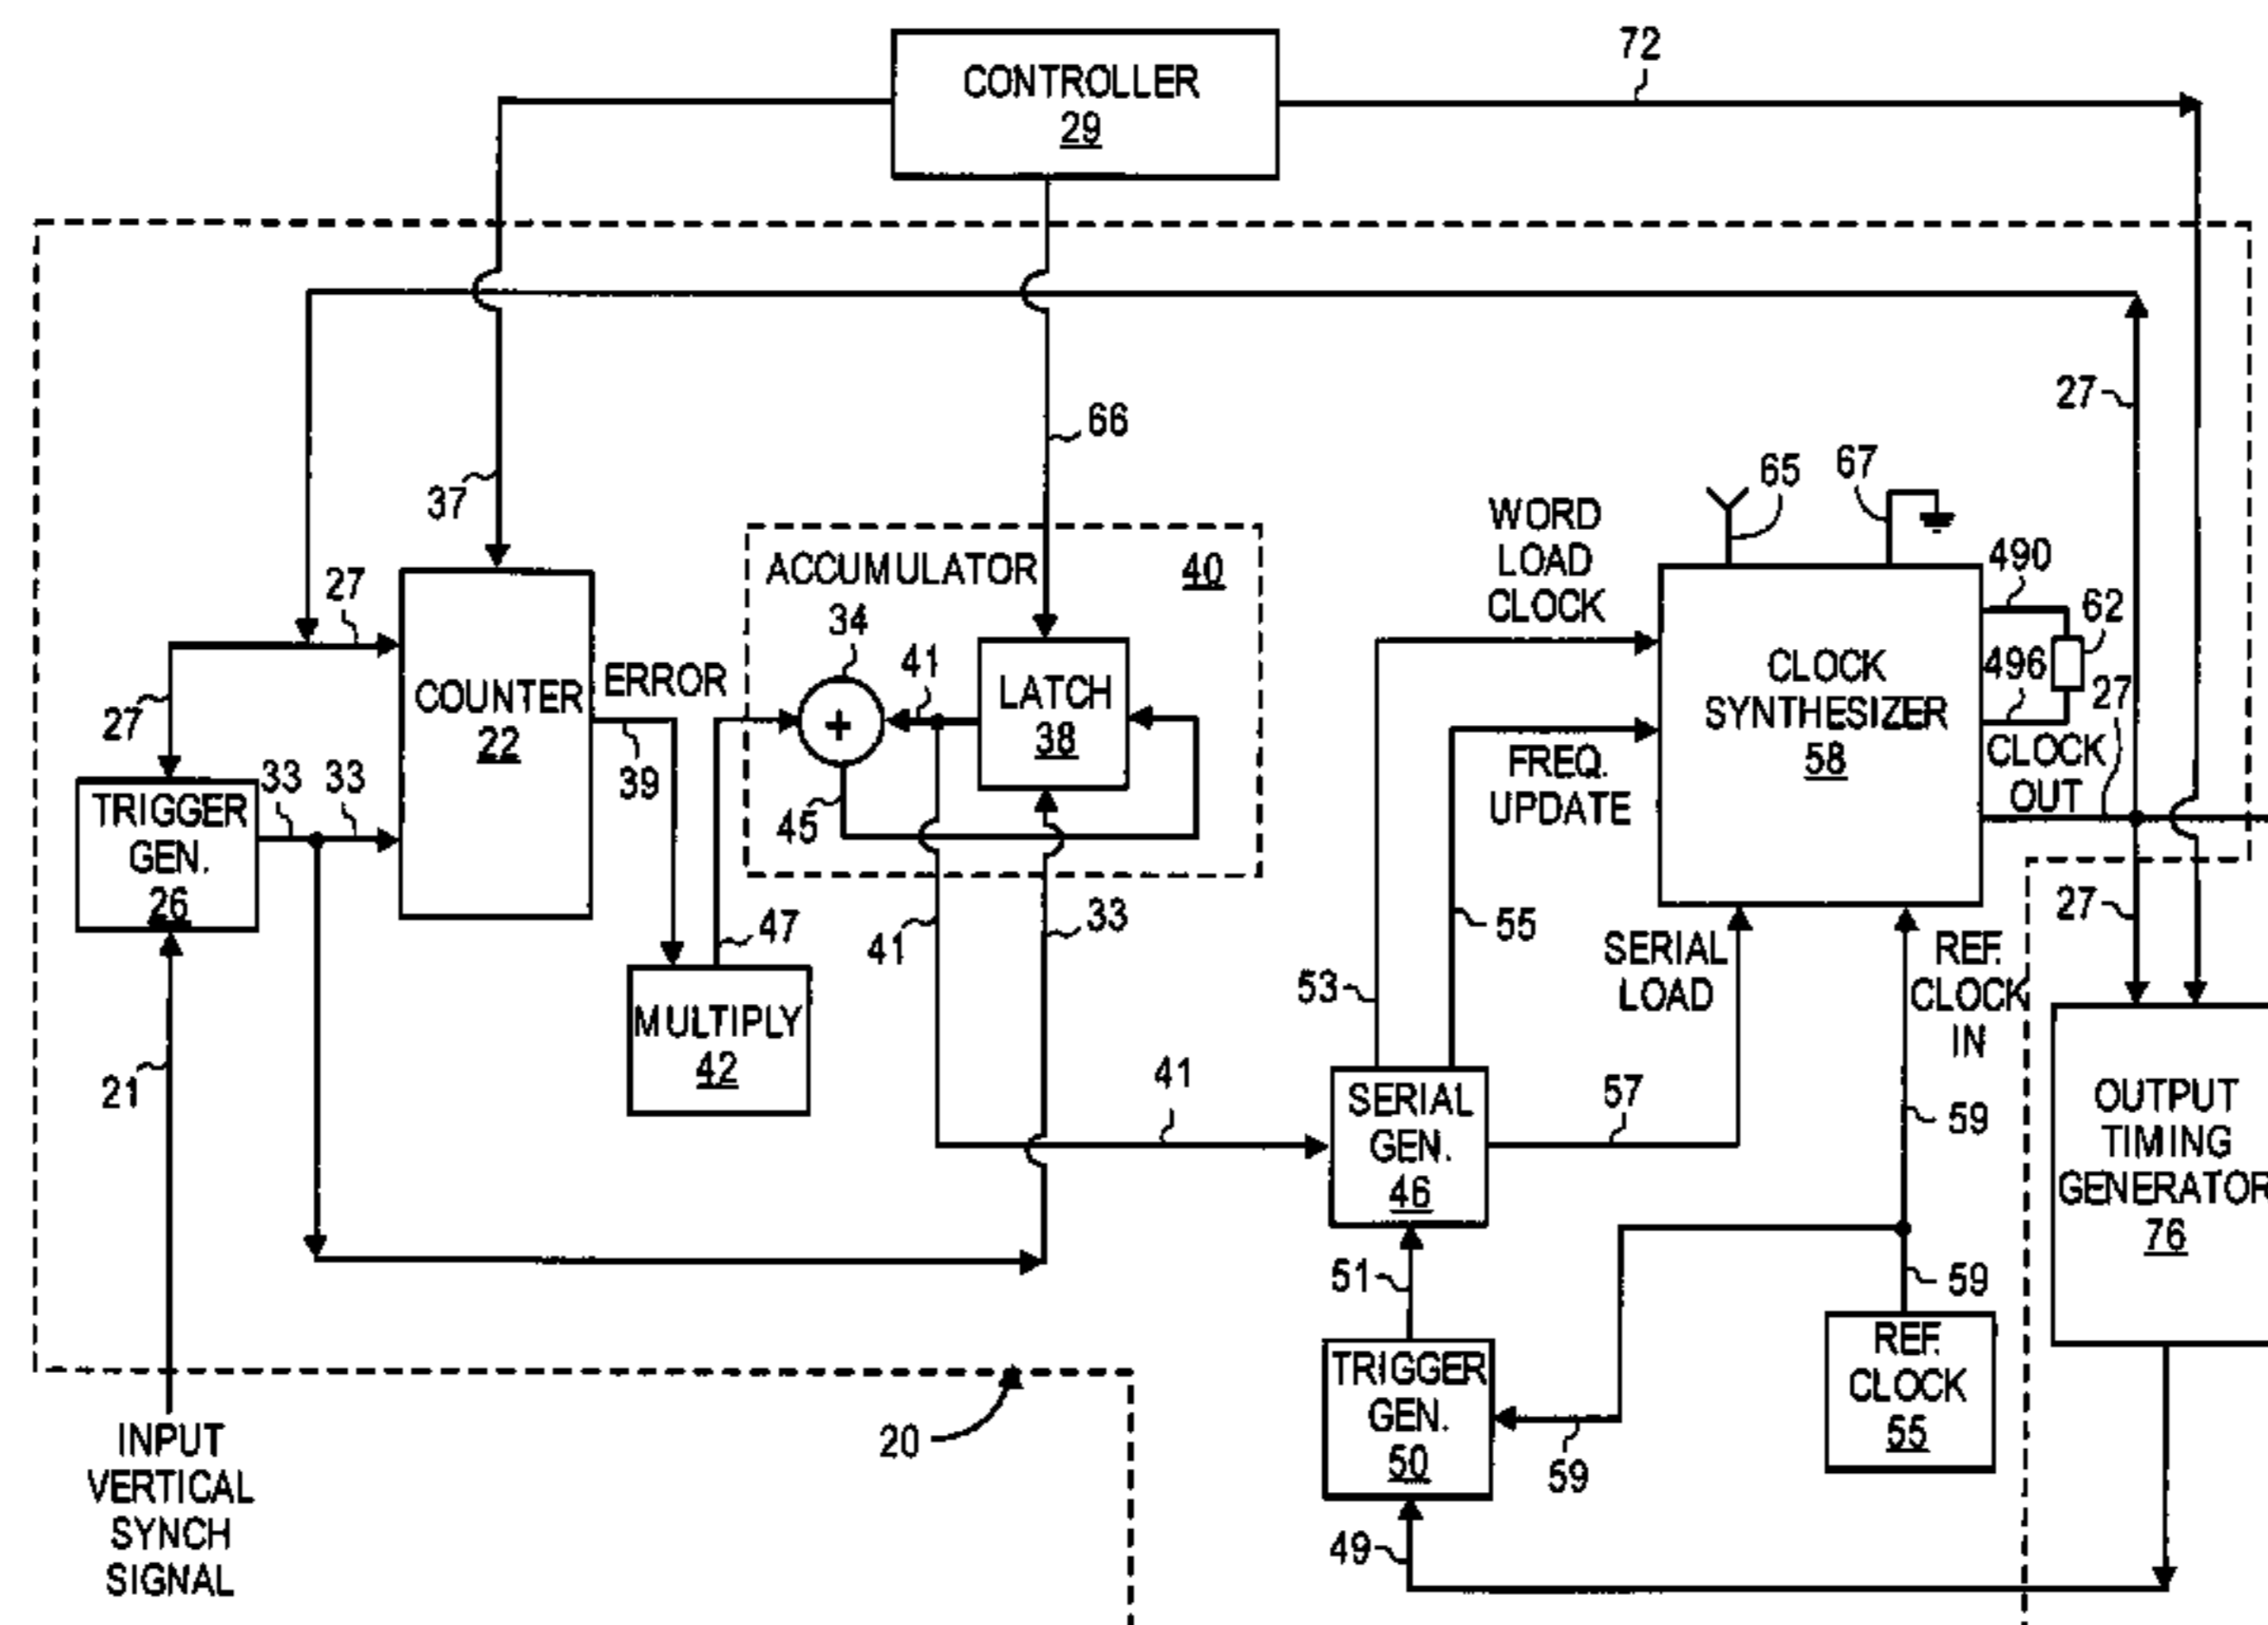 72
CONTROLLER
29
27
66
37
65
67
WORD
LOAD
CLOCK
490
ACCUMULATOR
40
27
34
62
41
ERROR
LATCH
38
CLOCK
SYNTHESIZER
58
496
27
COUNTER
22
+
27
39
FREQ.
UPDATE
CLOCK
OUT
33
33
TRIGGER
GEN.
26
45
27
47
41
33
55
SERIAL
LOAD
REF.
CLOCK
IN
53
MULTIPLY
42
21
41
SERIAL
GEN.
46
57
59
OUTPUT
TIMING
GENERATOR
76
51
59
TRIGGER
GEN.
50
REF.
CLOCK
55
59
20
INPUT
VERTICAL
SYNCH
SIGNAL
49